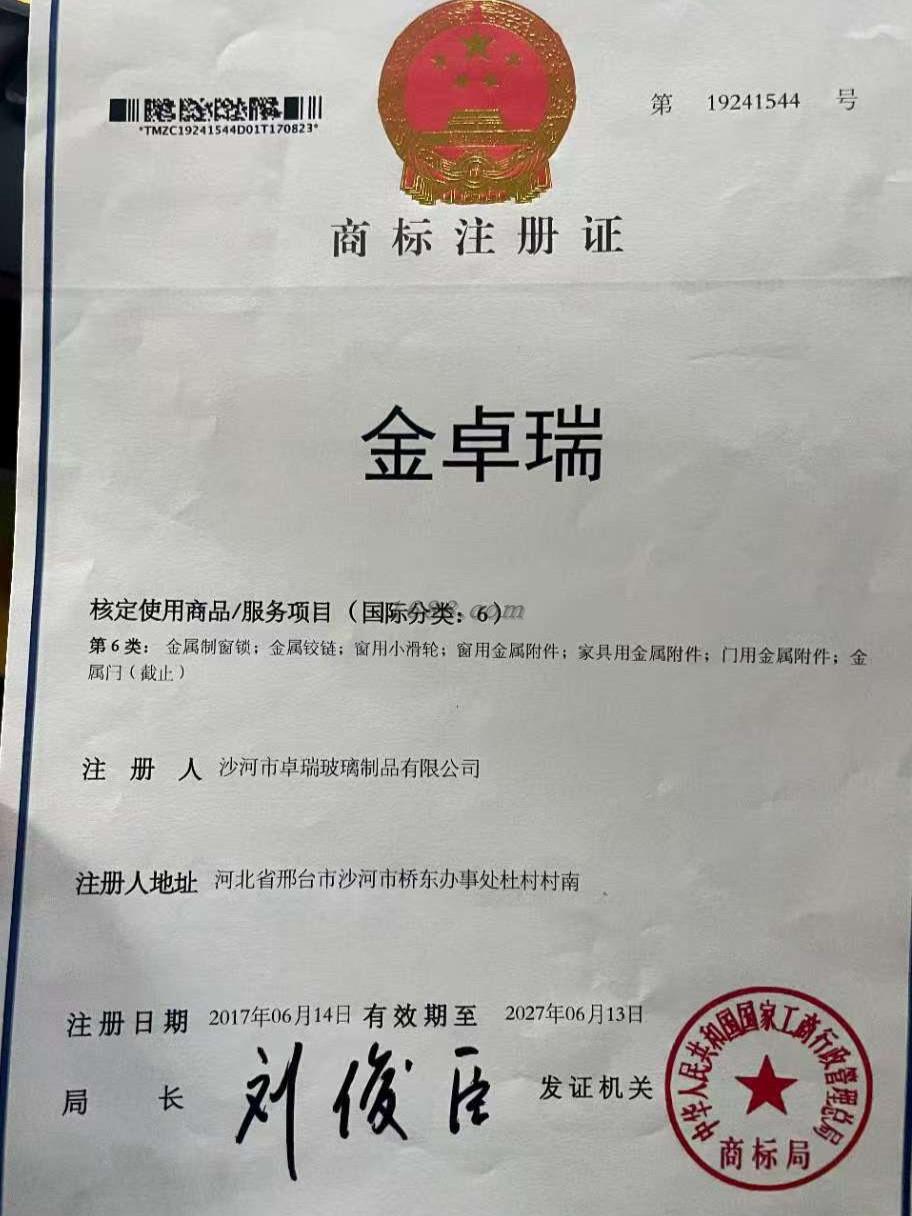 第 19241544 号
*TMZC19241544D01T170823*
商标注册证
金卓瑞
核定使用商品/服务项目（国际分类：6）
第6类：金属制窗锁；金属铰链；窗用小滑轮；窗用金属附件；家具用金属附件；门用金属附件；金
属闩（截止）
注册人 沙河市卓瑞玻璃制品有限公司
注册人地址 河北省邢台市沙河市桥东办事处杜村村南
注册日期 2017年06月14日 有效期至 2027年06月13日
局长 刘俊臣 发证机关
中华人民共和国国家工商行政管理总局
商标局